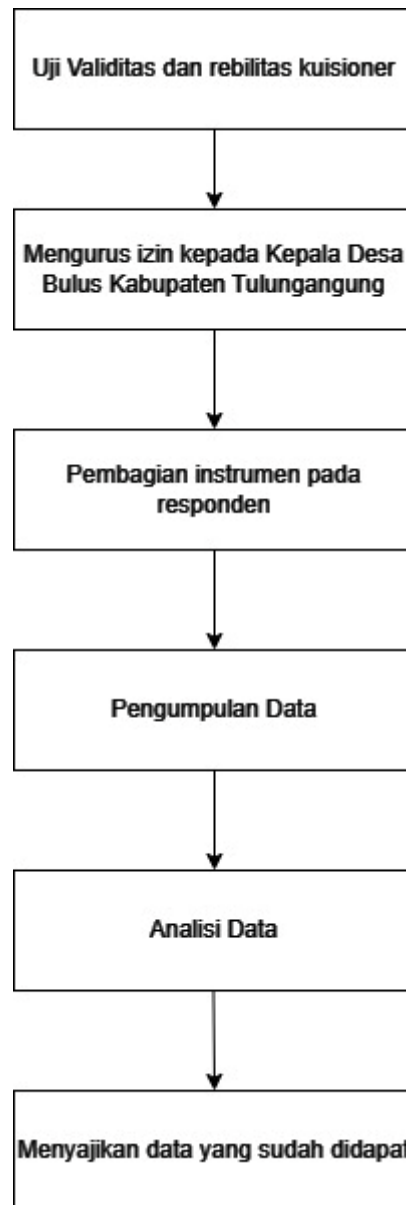 Uji Validitas dan rebilitas kuisioner
Mengurus izin kepada Kepala Desa
Bulus Kabupaten Tulungangung
Pembagian instrumen pada
responden
Pengumpulan Data
Analisi Data
Menyajikan data yang sudah didapat